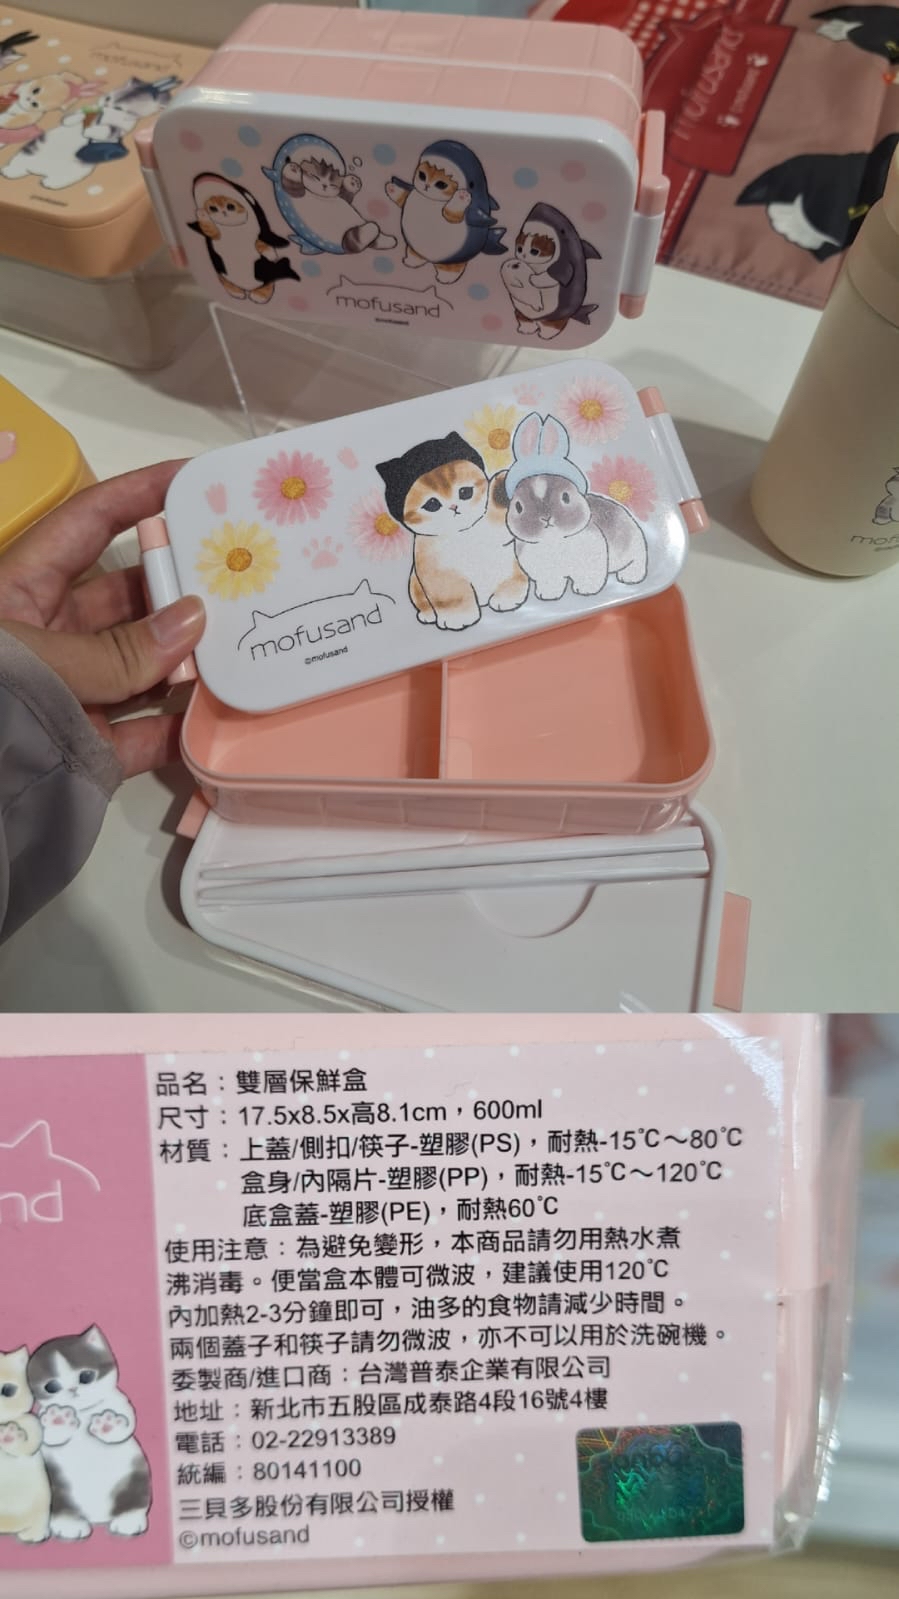 mofusand
mofusand
mofusand
mofusand
mofusand
©mofusand
品名：雙層保鮮盒
尺寸：17.5x8.5x高8.1cm，600ml
材質：上蓋/側扣/筷子-塑膠(PS)，耐熱-15℃～80℃
盒身/內隔片-塑膠(PP)，耐熱-15℃～120℃
底盒蓋-塑膠(PE)，耐熱60℃
使用注意：為避免變形，本商品請勿用熱水煮
沸消毒。便當盒本體可微波，建議使用120℃
內加熱2-3分鐘即可，油多的食物請減少時間。
兩個蓋子和筷子請勿微波，亦不可以用於洗碗機。
委製商/進口商：台灣普泰企業有限公司
地址：新北市五股區成泰路4段16號4樓
電話：02-22913389
統編：80141100
三貝多股份有限公司授權
©mofusand
nd